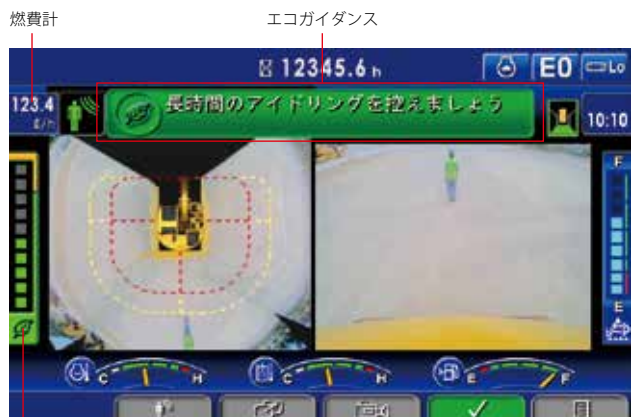 燃費計 エコガイダンス
12345.6 h E0 Lo
123.4
ℓ/h
長時間のアイドリングを控えましょう
10:10
F
E
C H C H E F